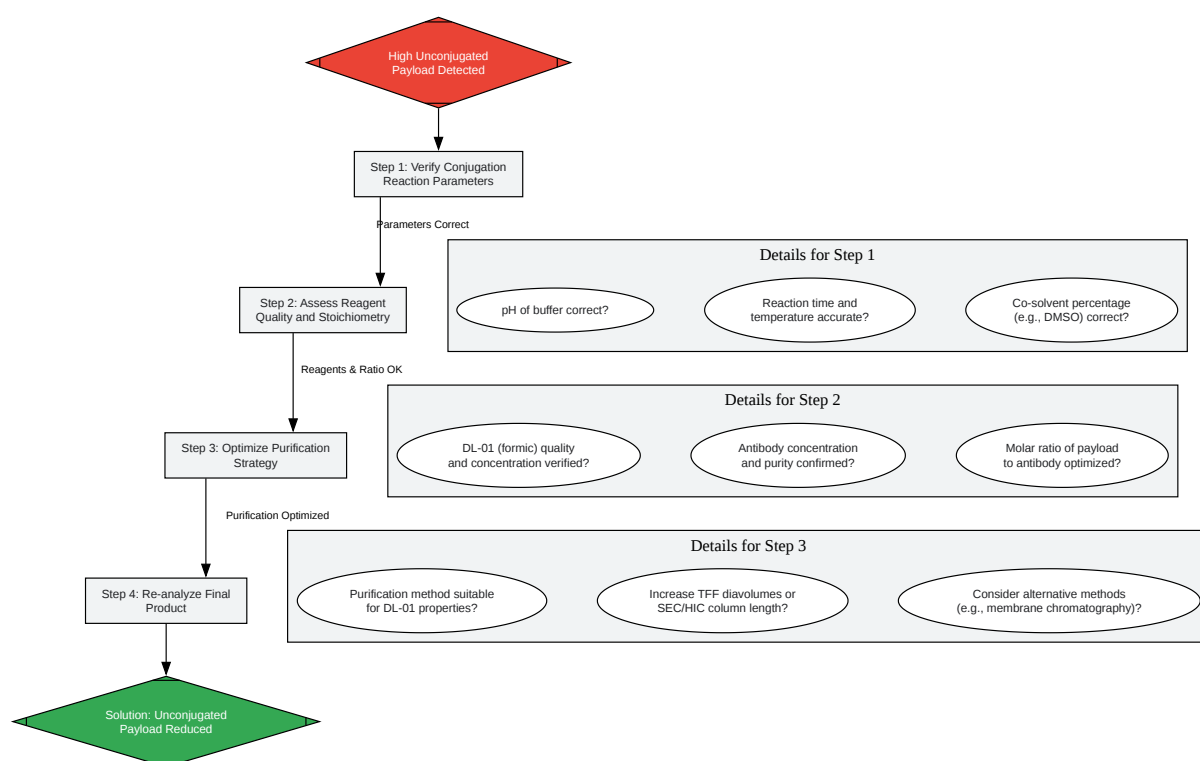 High Unconjugated
Payload Detected
Step 1: Verify Conjugation
Reaction Parameters
Parameters Correct
Details for Step 1
pH of buffer correct?
Reaction time and
temperature accurate?
Co-solvent percentage
(e.g., DMSO) correct?
Step 2: Assess Reagent
Quality and Stoichiometry
Reagents & Ratio OK
Details for Step 2
DL-01 (formic) quality
and concentration verified?
Antibody concentration
and purity confirmed?
Molar ratio of payload
to antibody optimized?
Step 3: Optimize Purification
Strategy
Purification Optimized
Details for Step 3
Purification method suitable
for DL-01 properties?
Increase TFF diavolumes or
SEC/HIC column length?
Consider alternative methods
(e.g., membrane chromatography)?
Step 4: Re-analyze Final
Product
Solution: Unconjugated
Payload Reduced